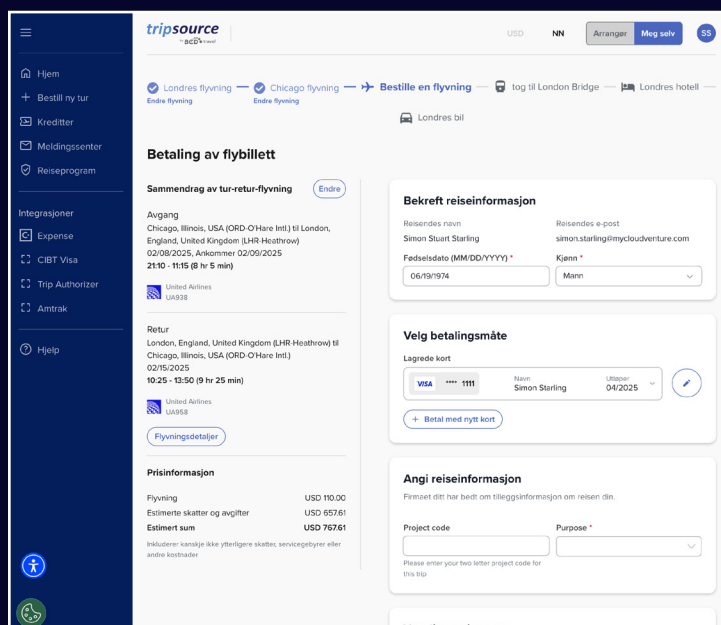 tripsource
BY BCD travel
USD
NN
Arrangør
Meg selv
SS
Hjem
Bestill ny tur
Kreditter
Meldingssenter
Reiseprogram
Integrasjoner
Expense
CIBT Visa
Trip Authorizer
Amtrak
Hjelp
Londres flyvning
Endre flyvning
Chicago flyvning
Endre flyvning
Bestille en flyvning
tog til London Bridge
Londres hotell
Londres bil
Betaling av flybillett
Sammendrag av tur-retur-flyvning
Endre
Avgang
Chicago, Illinois, USA (ORD-O'Hare Intl.) til London,
England, United Kingdom (LHR-Heathrow)
02/08/2025, Ankommer 02/09/2025
21:10 - 11:15 (8 hr 5 min)
United Airlines
UA938
Retur
London, England, United Kingdom (LHR-Heathrow) til
Chicago, Illinois, USA (ORD-O'Hare Intl.)
02/15/2025
10:25 - 13:50 (9 hr 25 min)
United Airlines
UA958
Flyvningsdetaljer
Prisinformasjon
Flyvning USD 110.00
Estimerte skatter og avgifter USD 657.61
Estimert sum USD 767.61
Inkluderer kanskje ikke ytterligere skatter, servicegebyrer eller
andre kostnader
Bekreft reiseinformasjon
Reisendes navn
Simon Stuart Starling
Reisendes e-post
simon.starling@mycloudventure.com
Fødselsdato (MM/DD/YYYY) *
06/19/1974
Kjønn *
Mann
Velg betalingsmåte
Lagrede kort
VISA **** 1111
Navn
Simon Starling
Utløper
04/2025
+ Betal med nytt kort
Angi reiseinformasjon
Firmaet ditt har bedt om tilleggsinformasjon om reisen din.
Project code
Please enter your two letter project code for
this trip
Purpose *